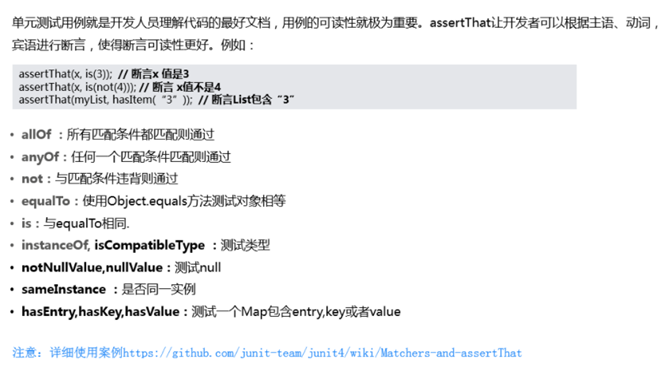 单元测试用例就是开发人员理解代码的最好文档，用例的可读性就极为重要。assertThat让开发者可以根据主语、动词，
宾语进行断言，使得断言可读性更好。例如：
assertThat(x, is(3)); // 断言x 值是3
assertThat(x, is(not(4))); // 断言 x值不是4
assertThat(myList, hasItem(“3”)); // 断言List包含“3”
• allOf ：所有匹配条件都匹配则通过
• anyOf：任何一个匹配条件匹配则通过
• not：与匹配条件违背则通过
• equalTo：使用Object.equals方法测试对象相等
• is：与equalTo相同.
• instanceOf, isCompatibleType ：测试类型
• notNullValue,nullValue：测试null
• sameInstance ：是否同一实例
• hasEntry,hasKey,hasValue：测试一个Map包含entry,key或者value
注意：详细使用案例https://github.com/junit-team/junit4/wiki/Matchers-and-assertThat